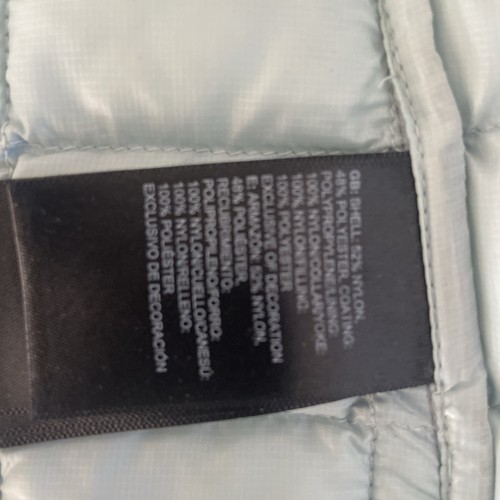 GB: SHELL 52% NYLON,
48% POLYESTER, COATING:
POLYPROPYLENE/LINING:
100% NYLON/COLLAR/YOKE:
100% NYLON/FILLING:
100% POLYESTER
EXCLUSIVE OF DECORATION
E: ARMAZÓN: 52% NYLON,
48% POLIÉSTER,
RECUBRIMIENTO:
POLIPROPILENO/FORRO:
100% NYLON/CUELLO/CANESÚ:
100% NYLON/RELLENO:
100% POLIÉSTER
EXCLUSIVO DE DECORACIÓN